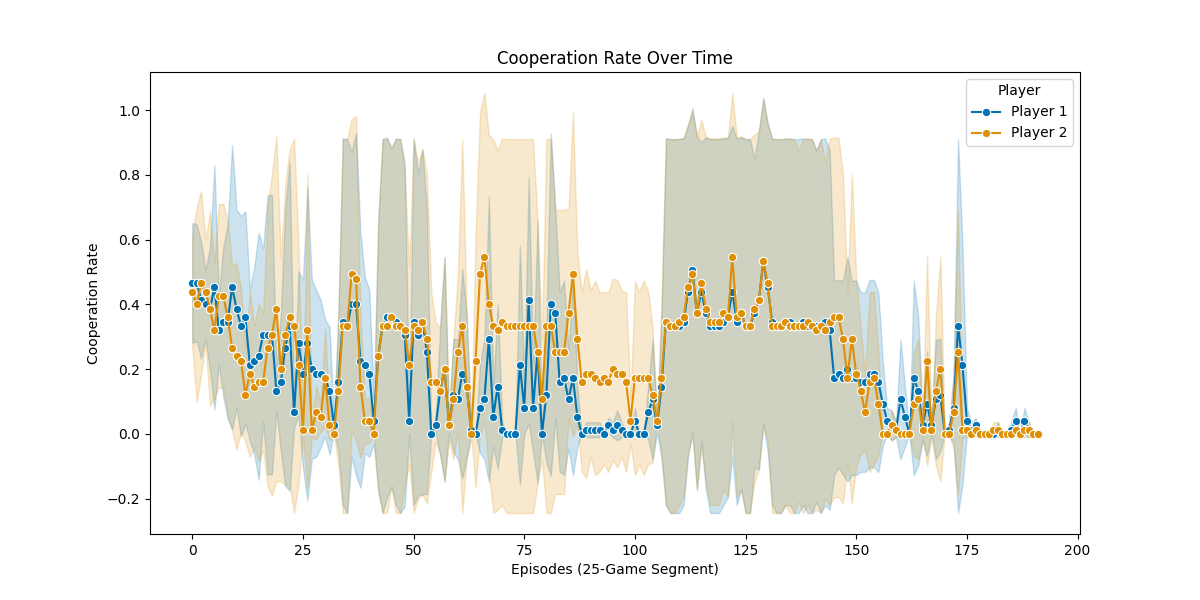 Cooperation Rate Over Time
Player
Player 1
Player 2
Cooperation Rate
1.0
0.8
0.6
0.4
0.2
0.0
−0.2
0 25 50 75 100 125 150 175 200
Episodes (25-Game Segment)